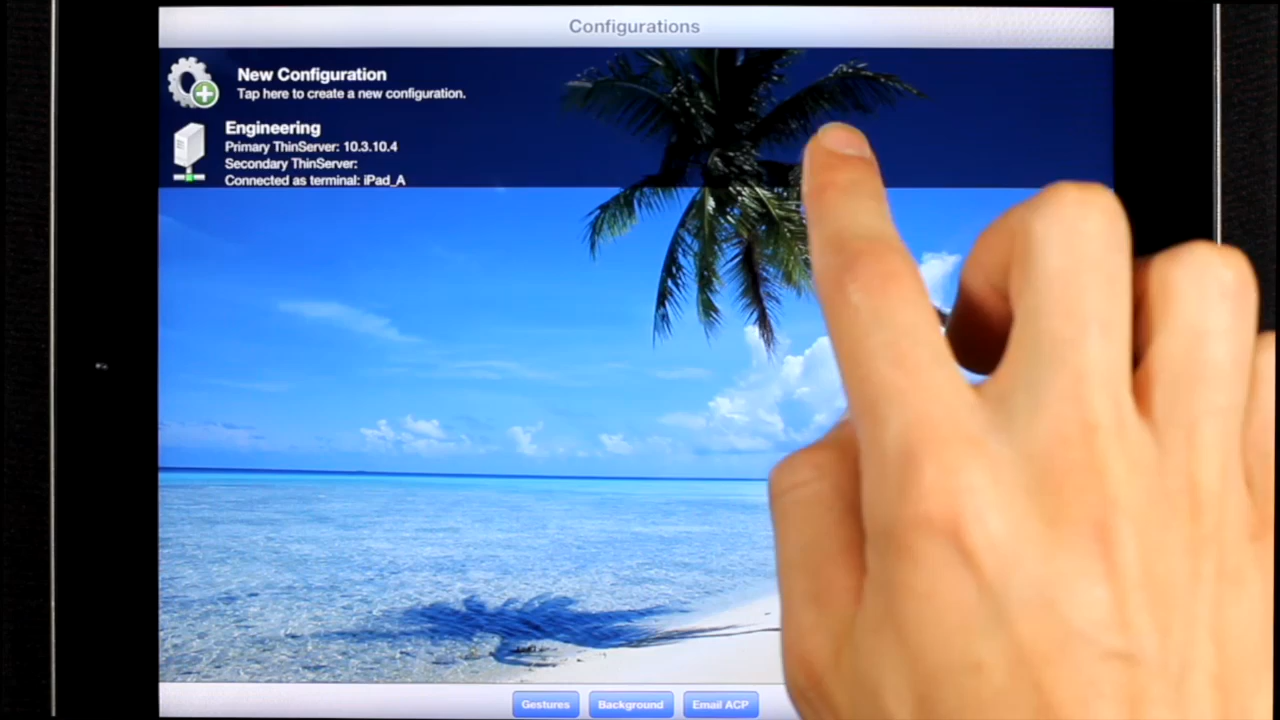 Configurations
New Configuration
Tap here to create a new configuration.
Engineering
Primary ThinServer: 10.3.10.4
Secondary ThinServer:
Connected as terminal: iPad_A
Gestures
Background
Email ACP